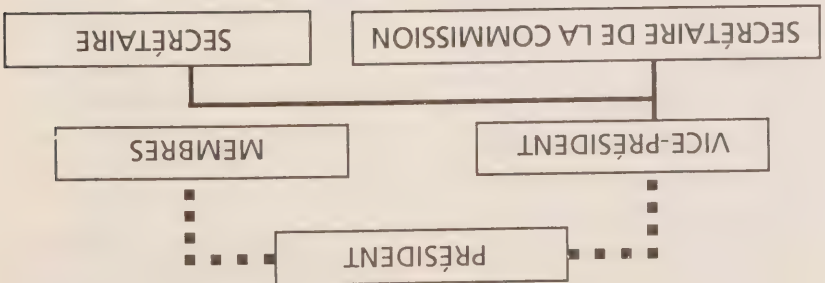 PRÉSIDENT
VICE-PRÉSIDENT
MEMBRES
SECRÉTAIRE DE LA COMMISSION
SECRÉTAIRE